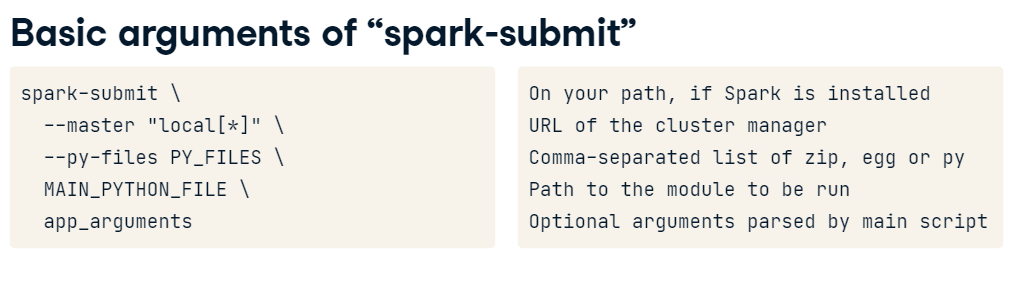 Basic arguments of “spark-submit”
spark-submit \
--master "local[*]" \
--py-files PY_FILES \
MAIN_PYTHON_FILE \
app_arguments
On your path, if Spark is installed
URL of the cluster manager
Comma-separated list of zip, egg or py
Path to the module to be run
Optional arguments parsed by main script